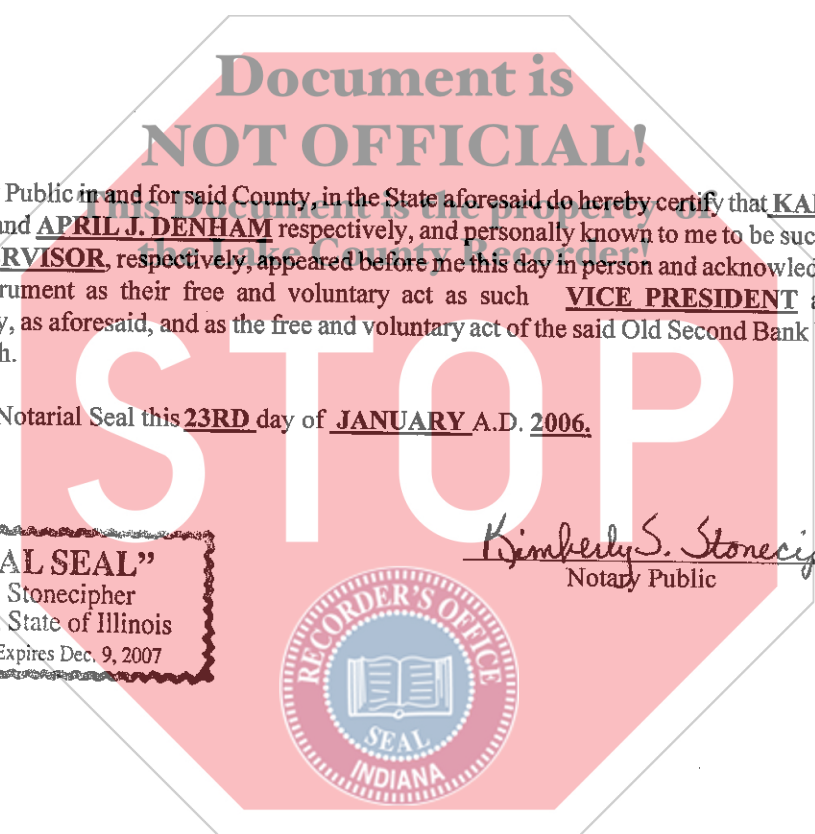 Document is
NOT OFFICIAL!
Public in and for said County, in the State aforesaid do hereby certify that KA
This Document is the property of
and APRIL J. DENHAM respectively, and personally known to me to be suc
the Lake County Recorder!
RVISOR, respectively, appeared before me this day in person and acknowled
rument as their free and voluntary act as such VICE PRESIDENT a
y, as aforesaid, and as the free and voluntary act of the said Old Second Bank
h.
STOP
Notarial Seal this 23RD day of JANUARY A.D. 2006.
AL SEAL”
Stonecipher
State of Illinois
Expires Dec. 9, 2007
Kimberly S. Stonecip
Notary Public
RECORDER'S OFFICE
SEAL
INDIANA